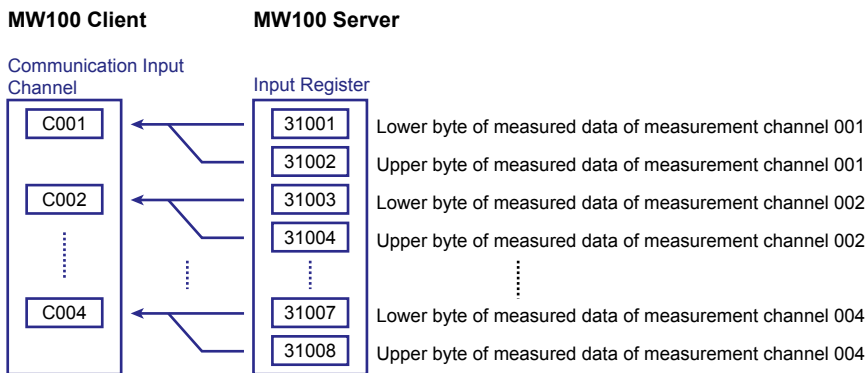 MW100 Client
MW100 Server
Communication Input
Channel
Input Register
C001
31001
Lower byte of measured data of measurement channel 001
31002
Upper byte of measured data of measurement channel 001
C002
31003
Lower byte of measured data of measurement channel 002
31004
Upper byte of measured data of measurement channel 002
C004
31007
Lower byte of measured data of measurement channel 004
31008
Upper byte of measured data of measurement channel 004